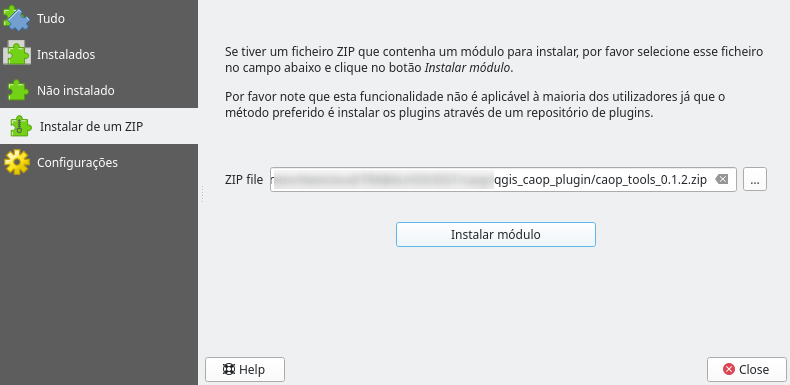 Tudo
Instalados
Não instalado
Instalar de um ZIP
Configurações
Se tiver um ficheiro ZIP que contenha um módulo para instalar, por favor selecione esse ficheiro
no campo abaixo e clique no botão Instalar módulo.
Por favor note que esta funcionalidade não é aplicável à maioria dos utilizadores já que o
método preferido é instalar os plugins através de um repositório de plugins.
ZIP file qgis_caop_plugin/caop_tools_0.1.2.zip ...
Instalar módulo
Help Close